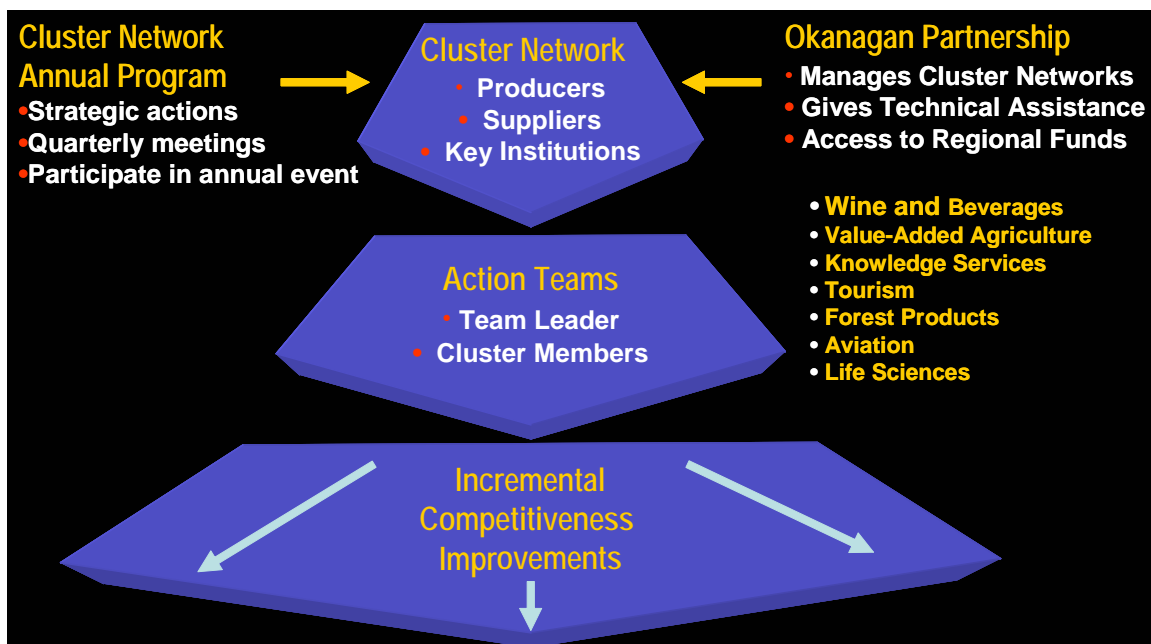 Cluster Network
Annual Program
•Strategic actions
•Quarterly meetings
•Participate in annual event
Cluster Network
• Producers
• Suppliers
• Key Institutions
Okanagan Partnership
• Manages Cluster Networks
• Gives Technical Assistance
• Access to Regional Funds
• Wine and Beverages
• Value-Added Agriculture
• Knowledge Services
• Tourism
• Forest Products
• Aviation
• Life Sciences
Action Teams
• Team Leader
• Cluster Members
Incremental
Competitiveness
Improvements